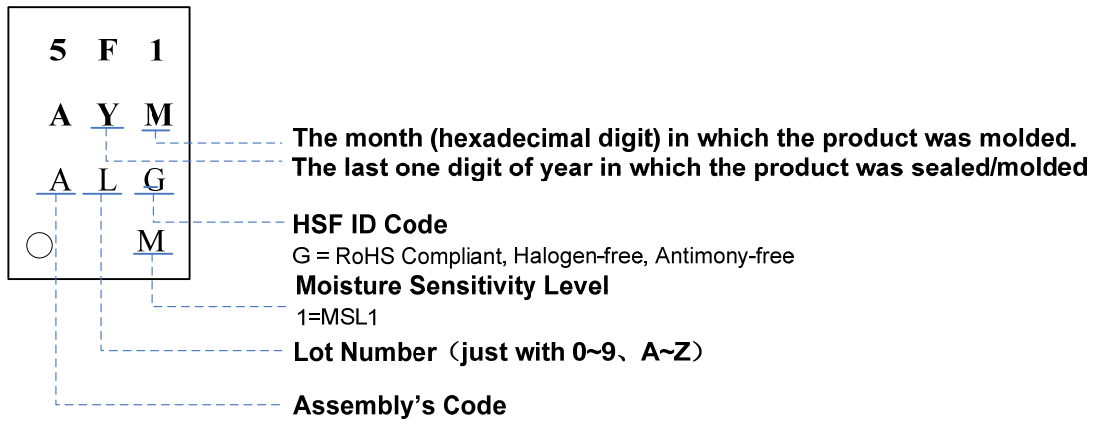 5 F 1
A Y M
A L G
M
The month (hexadecimal digit) in which the product was molded.
The last one digit of year in which the product was sealed/molded
HSF ID Code
G = RoHS Compliant, Halogen-free, Antimony-free
Moisture Sensitivity Level
1=MSL1
Lot Number（just with 0~9、A~Z）
Assembly's Code